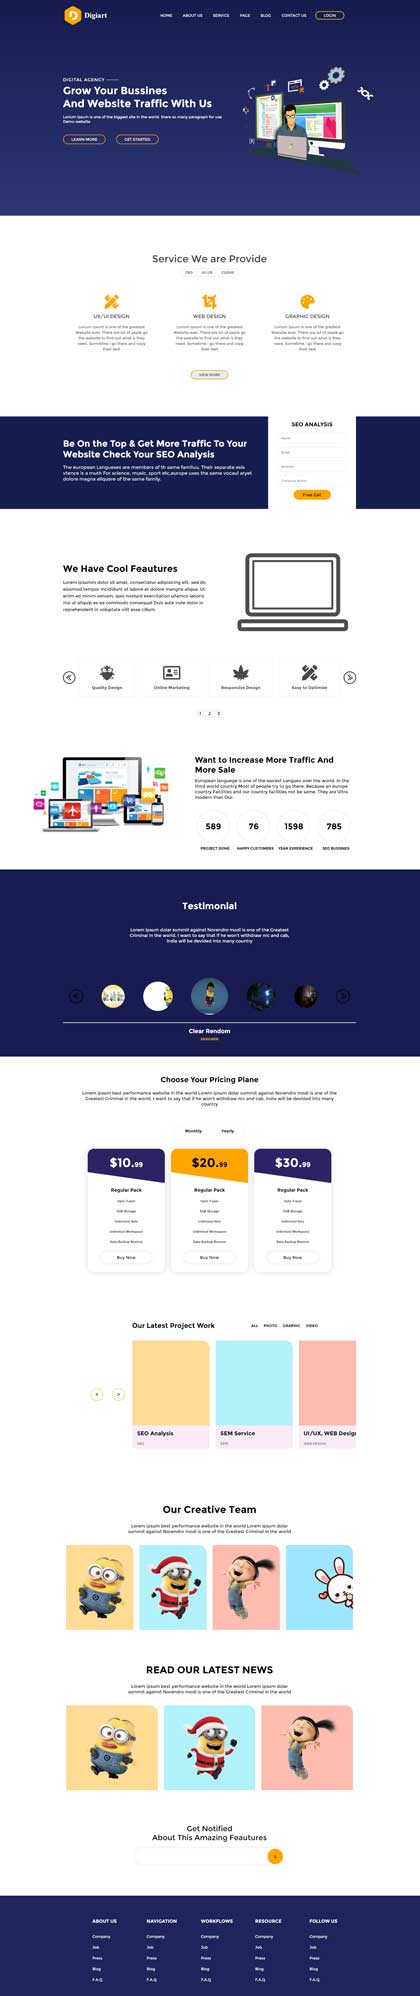 Digiart
HOME ABOUT US SERVICE PAGE BLOG CONTACT US LOGIN
DIGITAL AGENCY
Grow Your Bussines
And Website Traffic With Us
Lorium Ipsum is one of the biggest site in the world. there so many paragraph for use
Demo website
LEARN MORE GET STARTED
Service We are Provide
CEO UI UX CUSHS
UX/UI DESIGN
Lorium Ipsum is one of the greatest
Website ever. There are lot of peple go
the website to find out what is they
need. Sometime i go there and copy
their text
WEB DESIGN
Lorium Ipsum is one of the greatest
Website ever. There are lot of peple go
the website to find out what is they
need. Sometime i go there and copy
their text
GRAPHIC DESIGN
Lorium Ipsum is one of the greatest
Website ever. There are lot of peple go
the website to find out what is they
need. Sometime i go there and copy
their text
VIEW MORE
Be On the Top & Get More Traffic To Your
Website Check Your SEO Analysis
The european Languages are members of th same familuu. Their separate exis
stence is a muth For science, music, sport etc,europe uses the same vocaul aryet
dolore magna aliquere of the same family.
SEO ANALYSIS
Name
Email
Website
Company Name
Free Get
We Have Cool Feautures
Lorem ipsumm dolor sit amet, consectetur adipisicing elit, sed do
eiusmod tempor incididunt ut labore et dolore magna aliqua. Ut
enim ad minim veniam, quis nostrud exercitation ullamco laboris
nisi ut aliquip ex ea commodo consequat Duis aute irure dolor in
reprehenderit in voluptate velit esse cillum.
Quality Design
Online Marketing
Responsive Design
Easy to Optimize
1 2 3
Want to Increase More Traffic And
More Sale
European language is one of the easiest Langues over the world. In the
third world country Most of people try to go there. Because an europe
country Facilities and our country facilities not be same. They are Ultra
modern than Our
589 76 1598 785
PROJECT DONE HAPPY CUSTOMERS YEAR EXPERIENCE SEO BUSSINES
Testimonial
Lorem Ipsum dolar summit against Norendro modi is one of the Greatest
Criminal in the world. I want to say that if he won't withdraw nrc and cab,
India will be devided into many country
Clear Rendom
DESIGNER
Choose Your Pricing Plane
Lorem ipsum best performance website in the world Lorem Ipsum dolar summit against Norendro modi is one of the
Greatest Criminal in the world. I want to say that if he won't withdraw nrc and cab, India will be devided into many
country
Monthly Yearly
$10.99
Regular Pack
Upto 3 user
5GB Storage
Unlimited Sets
Unlimited Workspace
Data Backup Restore
Buy Now
$20.99
Regular Pack
Upto 3 user
5GB Storage
Unlimited Sets
Unlimited Workspace
Data Backup Restore
Buy Now
$30.99
Regular Pack
Upto 3 user
5GB Storage
Unlimited Sets
Unlimited Workspace
Data Backup Restore
Buy Now
Our Latest Project Work
ALL PHOTO GRAPHIC VIDEO
< >
SEO Analysis
SEO
SEM Service
SEM
UI/UX, WEB Design
WEB DESIGN
Our Creative Team
Lorem ipsum best performance website in the world Lorem Ipsum dolar
summit against Norendro modi is one of the Greatest Criminal in the world
READ OUR LATEST NEWS
Lorem ipsum best performance website in the world Lorem Ipsum dolar
summit against Norendro modi is one of the Greatest Criminal in the world
Get Notified
About This Amazing Feautures
ABOUT US
Company
Job
Press
Blog
F.A.Q
NAVIGATION
Company
Job
Press
Blog
F.A.Q
WORKFLOWS
Company
Job
Press
Blog
F.A.Q
RESOURCE
Company
Job
Press
Blog
F.A.Q
FOLLOW US
Company
Job
Press
Blog
F.A.Q